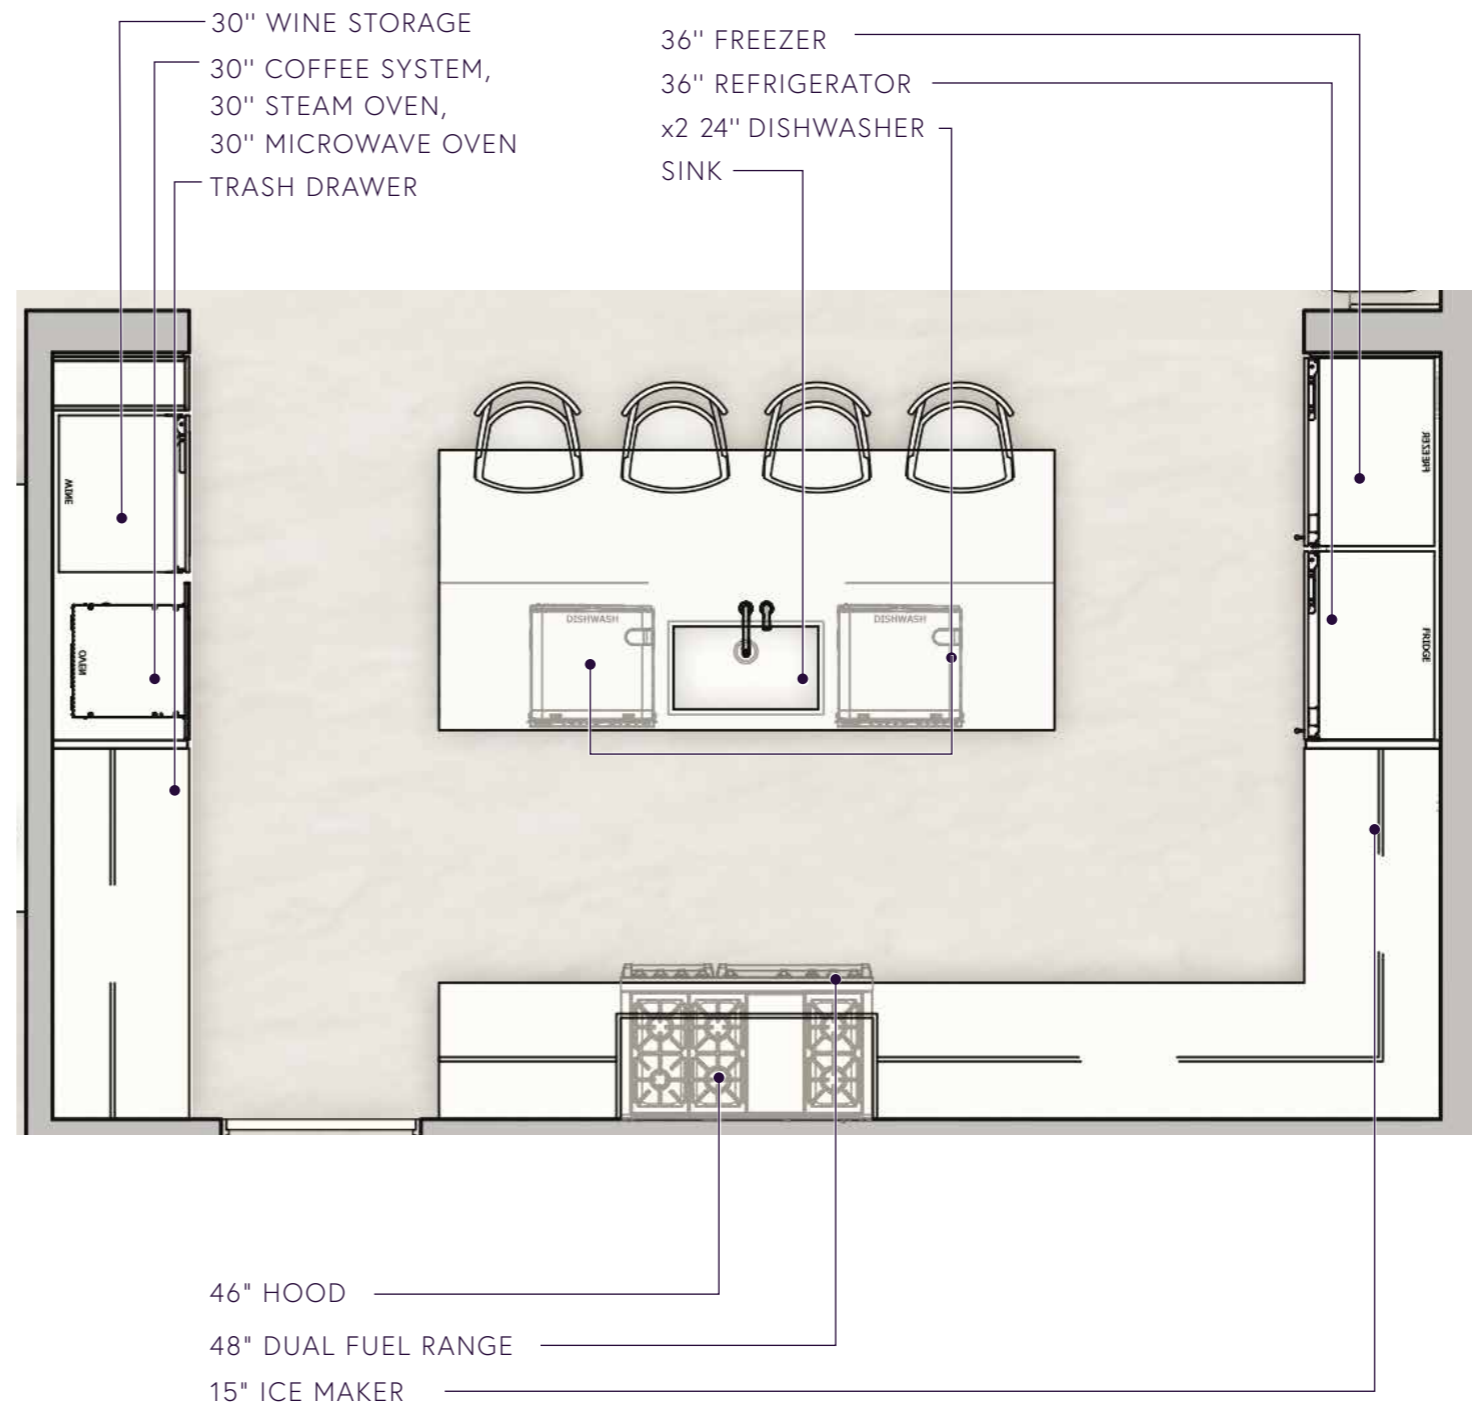 30'' WINE STORAGE
30'' COFFEE SYSTEM,
30'' STEAM OVEN,
30'' MICROWAVE OVEN
TRASH DRAWER
36'' FREEZER
36'' REFRIGERATOR
x2 24'' DISHWASHER
SINK
WINE
OVEN
DISHWASH
DISHWASH
FREEZER
FRIDGE
46" HOOD
48" DUAL FUEL RANGE
15" ICE MAKER